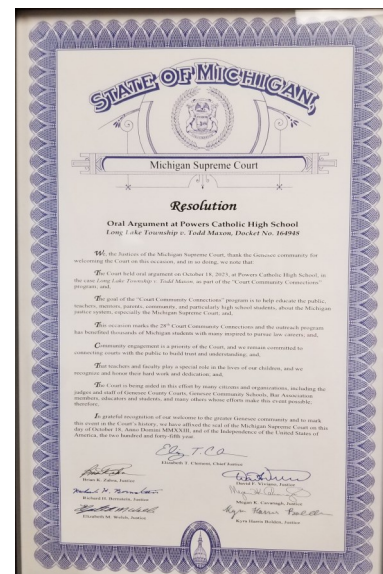 STATE OF MICHIGAN
Michigan Supreme Court
Resolution
Oral Argument at Powers Catholic High School
Long Lake Township v. Todd Maxon, Docket No. 164948
We, the Justices of the Michigan Supreme Court, thank the Genesee community for
welcoming the Court on this occasion, and in so doing, we note that
The Court held oral argument on October 18, 2023, at Powers Catholic High School, in
the case Long Lake Township v. Todd Maxon, as part of the "Court Community Connections"
program; and,
The goal of the "Court Community Connections" program is to help educate the public,
teachers, mentors, parents, community, and particularly high school students, about the Michigan
justice system, especially the Michigan Supreme Court; and,
This occasion marks the 28th Court Community Connections and the outreach program
has benefited thousands of Michigan students with many inspired to pursue law careers; and,
Community engagement is a priority of the Court, and we remain committed to
connecting courts with the public to build trust and understanding; and,
That teachers and faculty play a special role in the lives of our children, and we
recognize and honor their hard work and dedication; and,
The Court is being aided in this effort by many citizens and organizations, including the
judges and staff of Genesee County Courts, Genesee Community Schools, Bar Association
members, educators and students, and many others whose efforts make this event possible;
therefore,
In grateful recognition of our welcome to the greater Genesee community and to mark
this event in the Court's history, we have affixed the seal of the Michigan Supreme Court on this
day of October 18, Anno Domini MMXXIII, and of the Independence of the United States of
America, the two hundred and forty-fifth year.
Elizabeth T. Clement, Chief Justice
Brian K. Zahra, Justice
David F. Viviano, Justice
Richard H. Bernstein, Justice
Megan K. Cavanagh, Justice
Elizabeth M. Welch, Justice
Kyra Harris Bolden, Justice